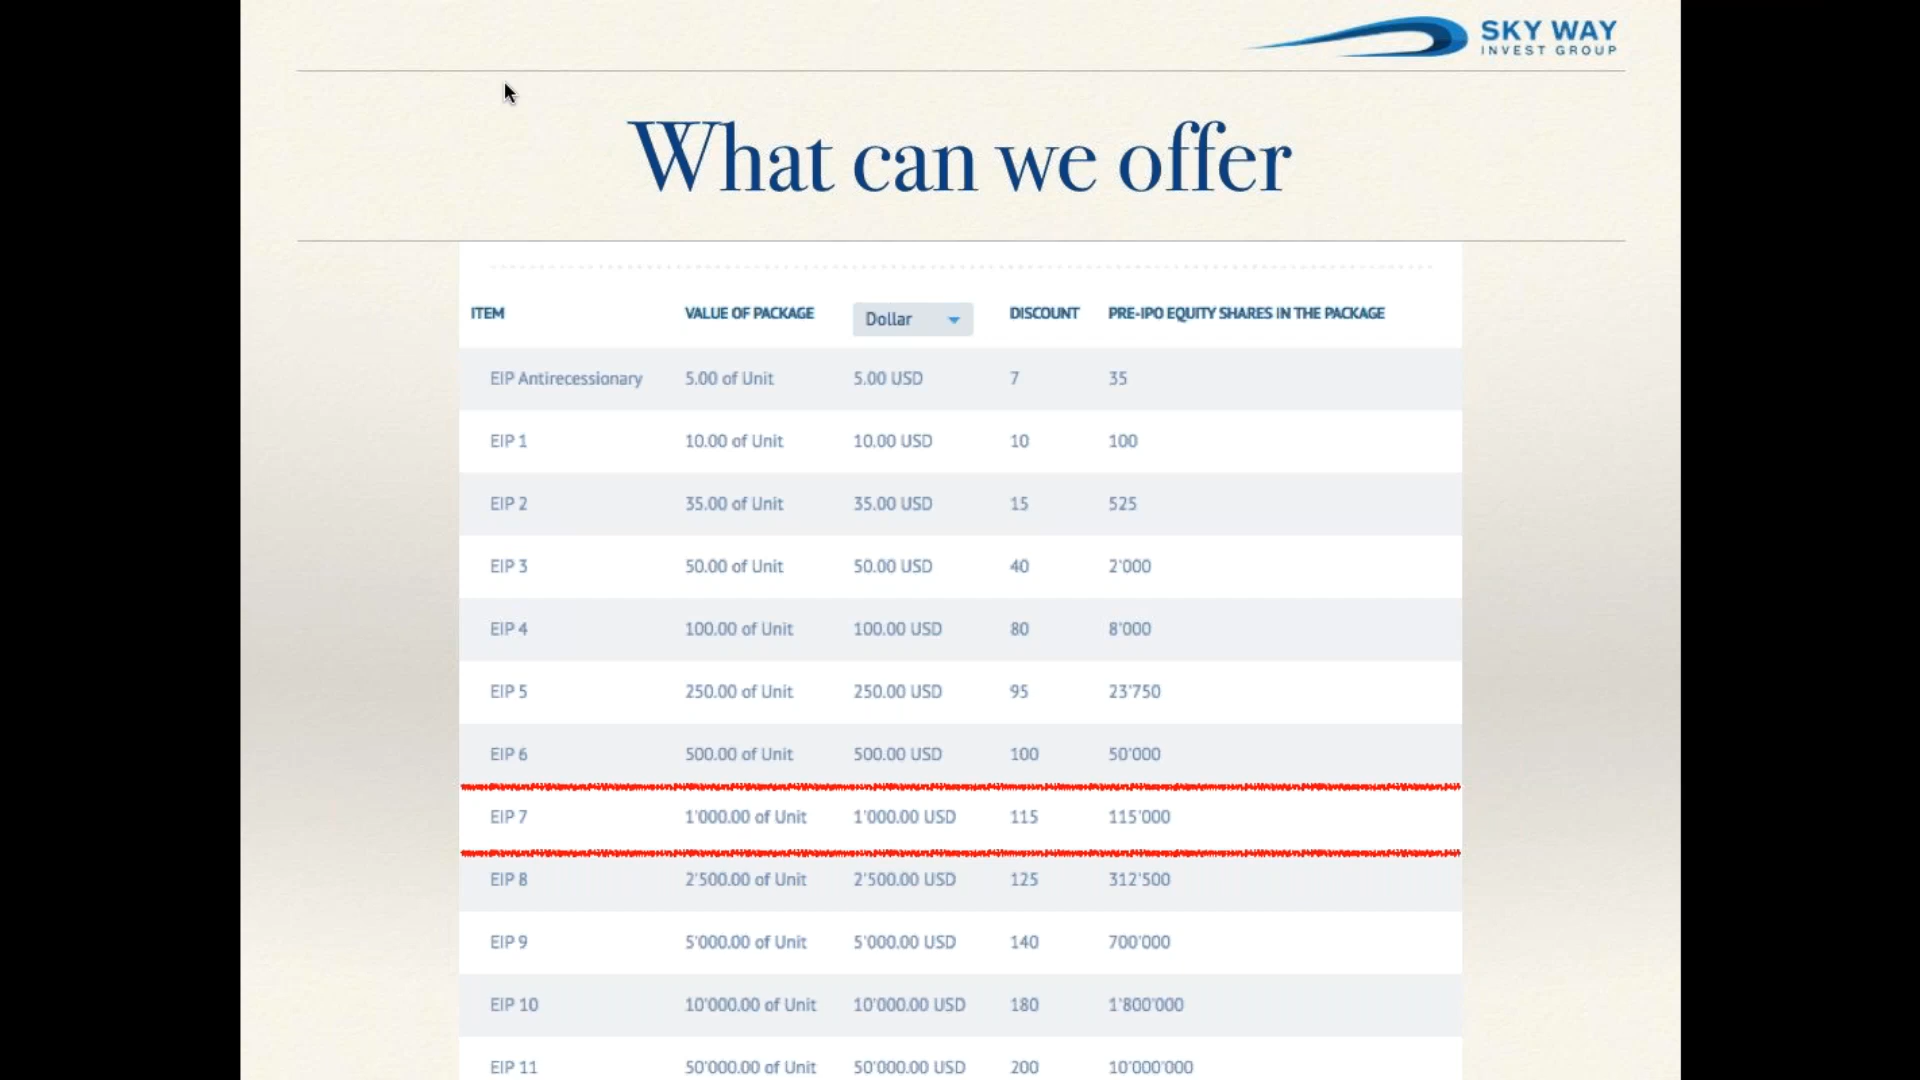 SKY WAY
INVEST GROUP
What can we offer
ITEM VALUE OF PACKAGE Dollar DISCOUNT PRE-IPO EQUITY SHARES IN THE PACKAGE
EIP Antirecessionary 5.00 of Unit 5.00 USD 7 35
EIP 1 10.00 of Unit 10.00 USD 10 100
EIP 2 35.00 of Unit 35.00 USD 15 525
EIP 3 50.00 of Unit 50.00 USD 40 2'000
EIP 4 100.00 of Unit 100.00 USD 80 8'000
EIP 5 250.00 of Unit 250.00 USD 95 23'750
EIP 6 500.00 of Unit 500.00 USD 100 50'000
EIP 7 1'000.00 of Unit 1'000.00 USD 115 115'000
EIP 8 2'500.00 of Unit 2'500.00 USD 125 312'500
EIP 9 5'000.00 of Unit 5'000.00 USD 140 700'000
EIP 10 10'000.00 of Unit 10'000.00 USD 180 1'800'000
EIP 11 50'000.00 of Unit 50'000.00 USD 200 10'000'000